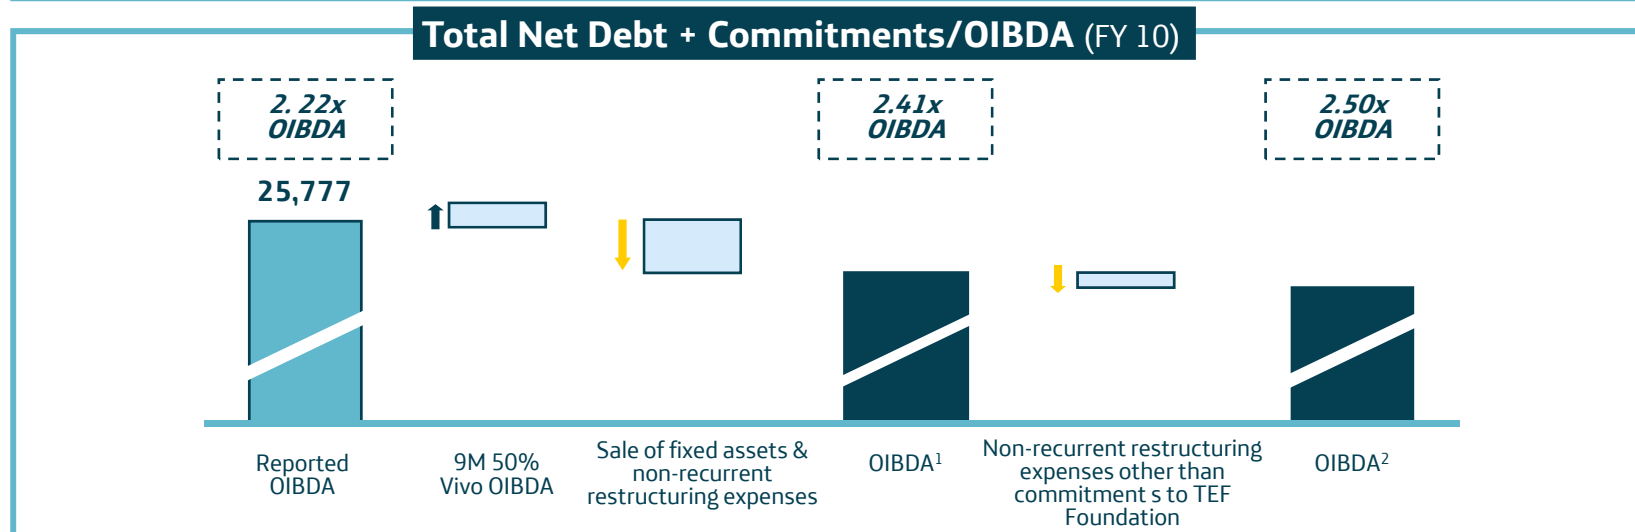 Total Net Debt + Commitments/OIBDA (FY 10)
2. 22x
OIBDA
2.41x
OIBDA
2.50x
OIBDA
25,777
Reported
OIBDA
9M 50%
Vivo OIBDA
Sale of fixed assets &
non-recurrent
restructuring expenses
OIBDA¹
Non-recurrent restructuring
expenses other than
commitment s to TEF
Foundation
OIBDA²